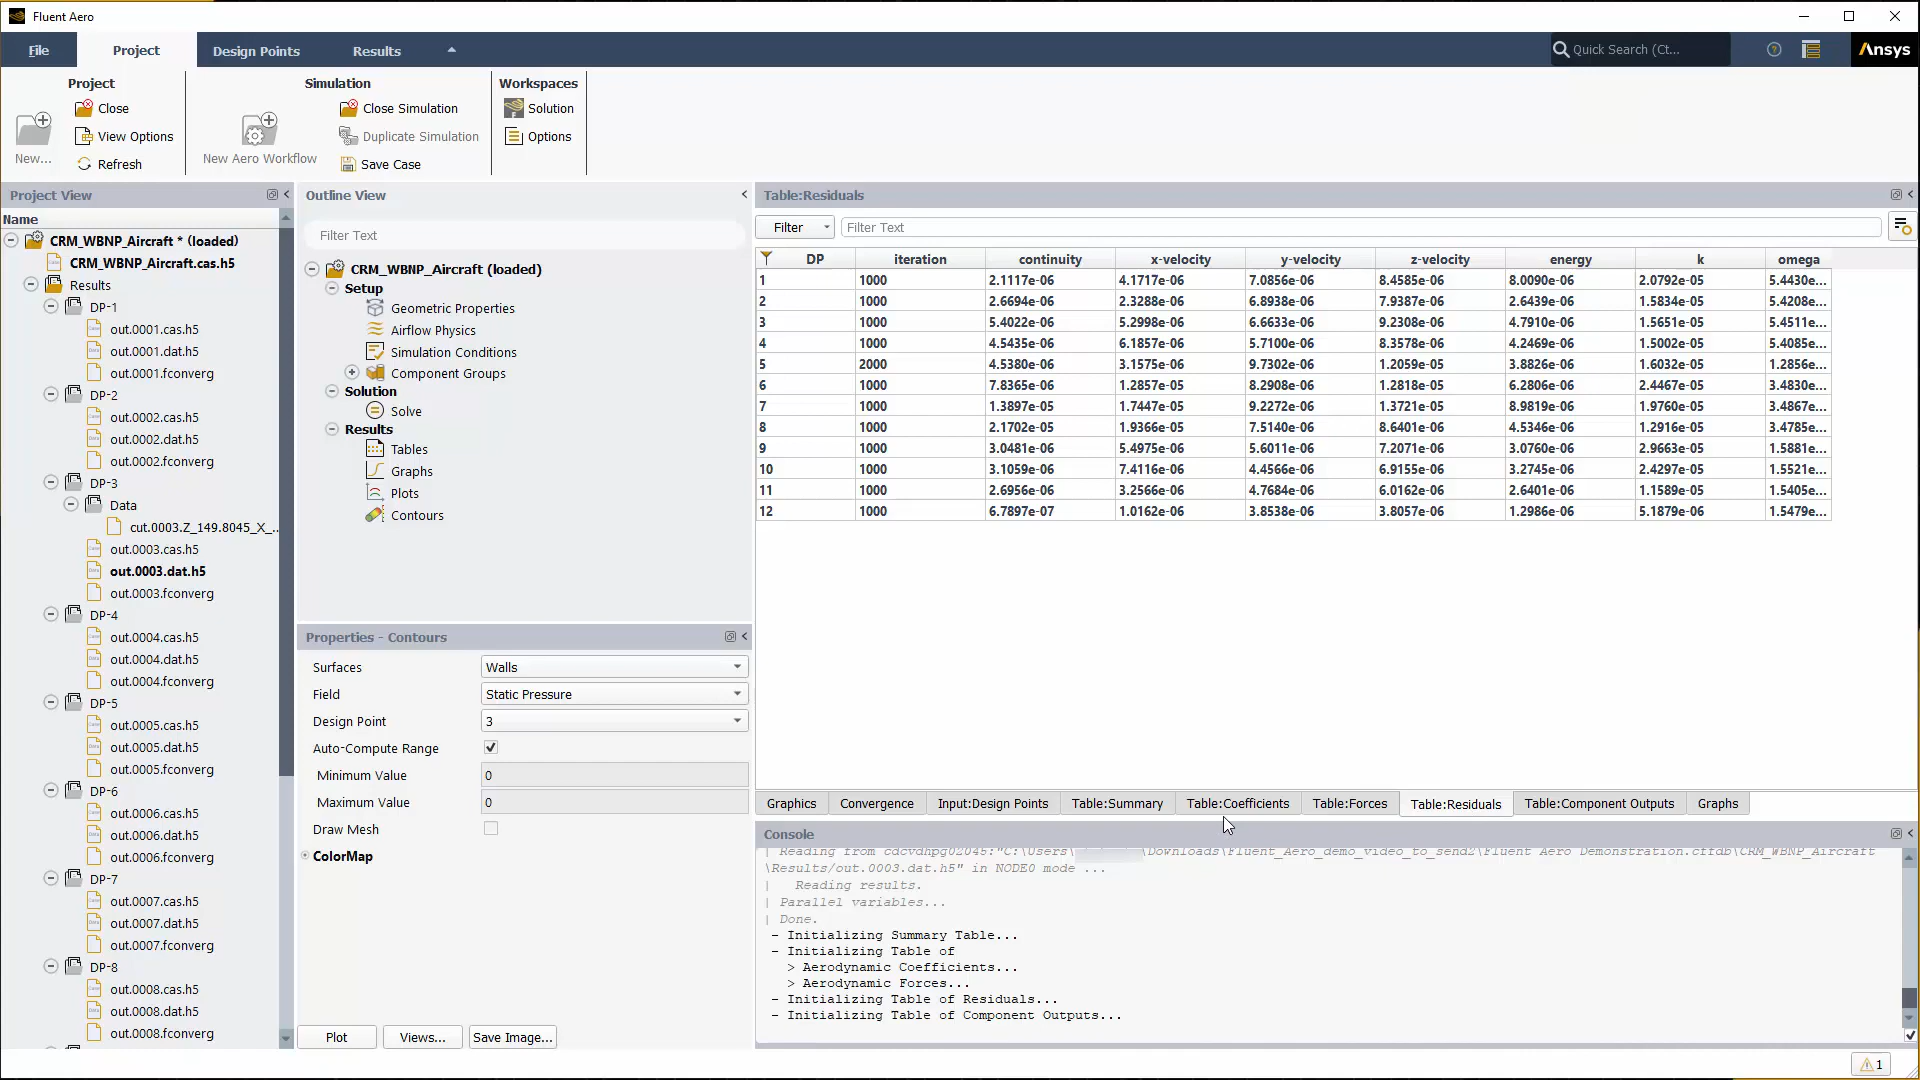 Fluent Aero
File
Project
Design Points
Results
Quick Search (Ct...
Ansys
Project
Close
View Options
Refresh
New...
Simulation
New Aero Workflow
Close Simulation
Duplicate Simulation
Save Case
Workspaces
Solution
Options
Project View
Name
CRM_WBNP_Aircraft * (loaded)
CRM_WBNP_Aircraft.cas.h5
Results
DP-1
out.0001.cas.h5
out.0001.dat.h5
out.0001.fconverg
DP-2
out.0002.cas.h5
out.0002.dat.h5
out.0002.fconverg
DP-3
Data
cut.0003.Z_149.8045_X_...
out.0003.cas.h5
out.0003.dat.h5
out.0003.fconverg
DP-4
out.0004.cas.h5
out.0004.dat.h5
out.0004.fconverg
DP-5
out.0005.cas.h5
out.0005.dat.h5
out.0005.fconverg
DP-6
out.0006.cas.h5
out.0006.dat.h5
out.0006.fconverg
DP-7
out.0007.cas.h5
out.0007.dat.h5
out.0007.fconverg
DP-8
out.0008.cas.h5
out.0008.dat.h5
out.0008.fconverg
Outline View
Filter Text
CRM_WBNP_Aircraft (loaded)
Setup
Geometric Properties
Airflow Physics
Simulation Conditions
Component Groups
Solution
Solve
Results
Tables
Graphs
Plots
Contours
Properties - Contours
Surfaces Walls
Field Static Pressure
Design Point 3
Auto-Compute Range
Minimum Value 0
Maximum Value 0
Draw Mesh
ColorMap
Plot Views... Save Image...
Table:Residuals
Filter Filter Text
DP iteration continuity x-velocity y-velocity z-velocity energy k omega
1 1000 2.1117e-06 4.1717e-06 7.0856e-06 8.4585e-06 8.0090e-06 2.0792e-05 5.4430e...
2 1000 2.6694e-06 2.3288e-06 6.8938e-06 7.9387e-06 2.6439e-06 1.5834e-05 5.4208e...
3 1000 5.4022e-06 5.2998e-06 6.6633e-06 9.2308e-06 4.7910e-06 1.5651e-05 5.4511e...
4 1000 4.5435e-06 6.1857e-06 5.7100e-06 8.3578e-06 4.2469e-06 1.5002e-05 5.4085e...
5 2000 4.5380e-06 3.1575e-06 9.7302e-06 1.2059e-05 3.8826e-06 1.6032e-05 1.2856e...
6 1000 7.8365e-06 1.2857e-05 8.2908e-06 1.2818e-05 6.2806e-06 2.4467e-05 3.4830e...
7 1000 1.3897e-05 1.7447e-05 9.2272e-06 1.3721e-05 8.9819e-06 1.9760e-05 3.4867e...
8 1000 2.1702e-05 1.9366e-05 7.5140e-06 8.6401e-06 4.5346e-06 1.2916e-05 3.4785e...
9 1000 3.0481e-06 5.4975e-06 5.6011e-06 7.2071e-06 3.0760e-06 2.9663e-05 1.5881e...
10 1000 3.1059e-06 7.4116e-06 4.4566e-06 6.9155e-06 3.2745e-06 2.4297e-05 1.5521e...
11 1000 2.6956e-06 3.2566e-06 4.7684e-06 6.0162e-06 2.6401e-06 1.1589e-05 1.5405e...
12 1000 6.7897e-07 1.0162e-06 3.8538e-06 3.8057e-06 1.2986e-06 5.1879e-06 1.5479e...
Graphics Convergence Input:Design Points Table:Summary Table:Coefficients Table:Forces Table:Residuals Table:Component Outputs Graphs
Console
| Reading from cdcvdhpg02045:"C:\Users\ \Downloads\Fluent_Aero_demo_video_to_send2\Fluent Aero Demonstration.cffdb\CRM_WBNP_Aircraft
\Results/out.0003.dat.h5" in NODE0 mode ...
| Reading results.
| Parallel variables...
| Done.
- Initializing Summary Table...
- Initializing Table of
> Aerodynamic Coefficients...
> Aerodynamic Forces...
- Initializing Table of Residuals...
- Initializing Table of Component Outputs...
1